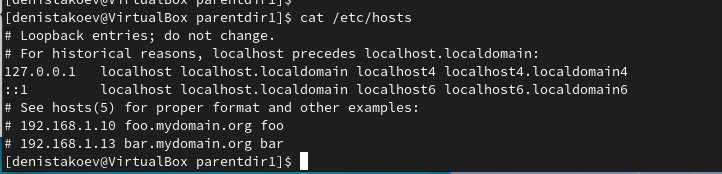 [denistakoev@VirtualBox parentdir1]$
[denistakoev@VirtualBox parentdir1]$ cat /etc/hosts
# Loopback entries; do not change.
# For historical reasons, localhost precedes localhost.localdomain:
127.0.0.1   localhost localhost.localdomain localhost4 localhost4.localdomain4
::1         localhost localhost.localdomain localhost6 localhost6.localdomain6
# See hosts(5) for proper format and other examples:
# 192.168.1.10 foo.mydomain.org foo
# 192.168.1.13 bar.mydomain.org bar
[denistakoev@VirtualBox parentdir1]$